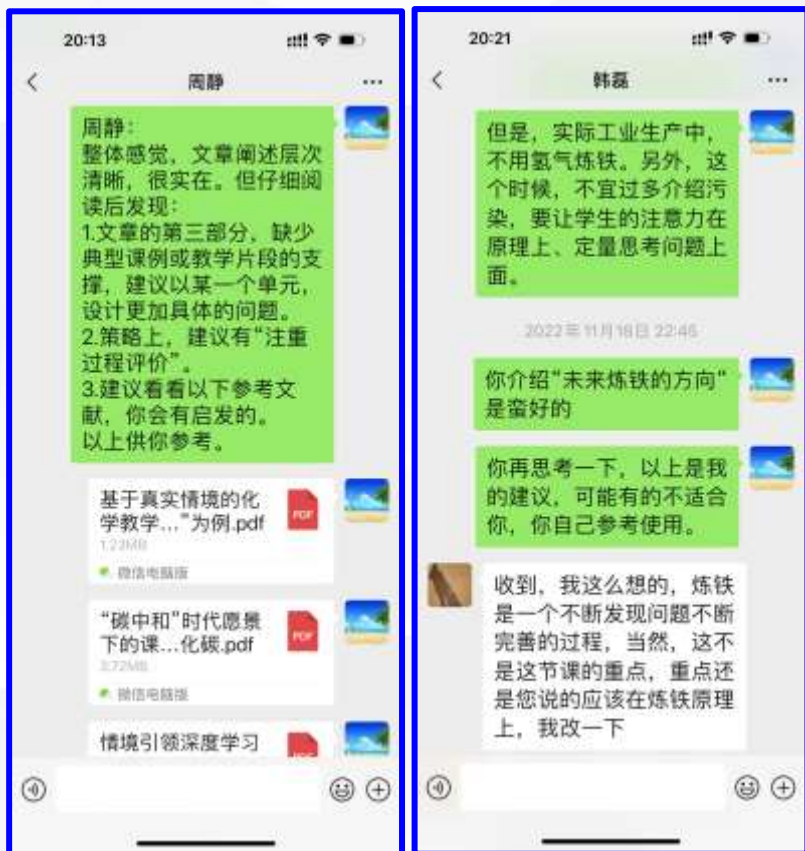 20:13
周静
周静：
整体感觉，文章阐述层次
清晰，很实在。但仔细阅
读后发现：
1.文章的第三部分，缺少
典型课例或教学片段的支
撑，建议以某一个单元，
设计更加具体的问题。
2.策略上，建议有“注重
过程评价”。
3.建议看看以下参考文
献，你会有启发的。
以上供你参考。
基于真实情境的化
学教学...”为例.pdf
PDF
1.23MB
微信电脑版
“碳中和”时代愿景
下的课...化碳.pdf
PDF
3.72MB
微信电脑版
情境引领深度学习
20:21
韩磊
但是，实际工业生产中，
不用氢气炼铁。另外，这
个时候，不宜过多介绍污
染，要让学生的注意力在
原理上、定量思考问题上
面。
2022年11月16日 22:45
你介绍“未来炼铁的方向”
是蛮好的
你再思考一下，以上是我
的建议，可能有的不适合
你，你自己参考使用。
收到，我这么想的，炼铁
是一个不断发现问题不断
完善的过程，当然，这不
是这节课的重点，重点还
是您说的应该在炼铁原理
上，我改一下